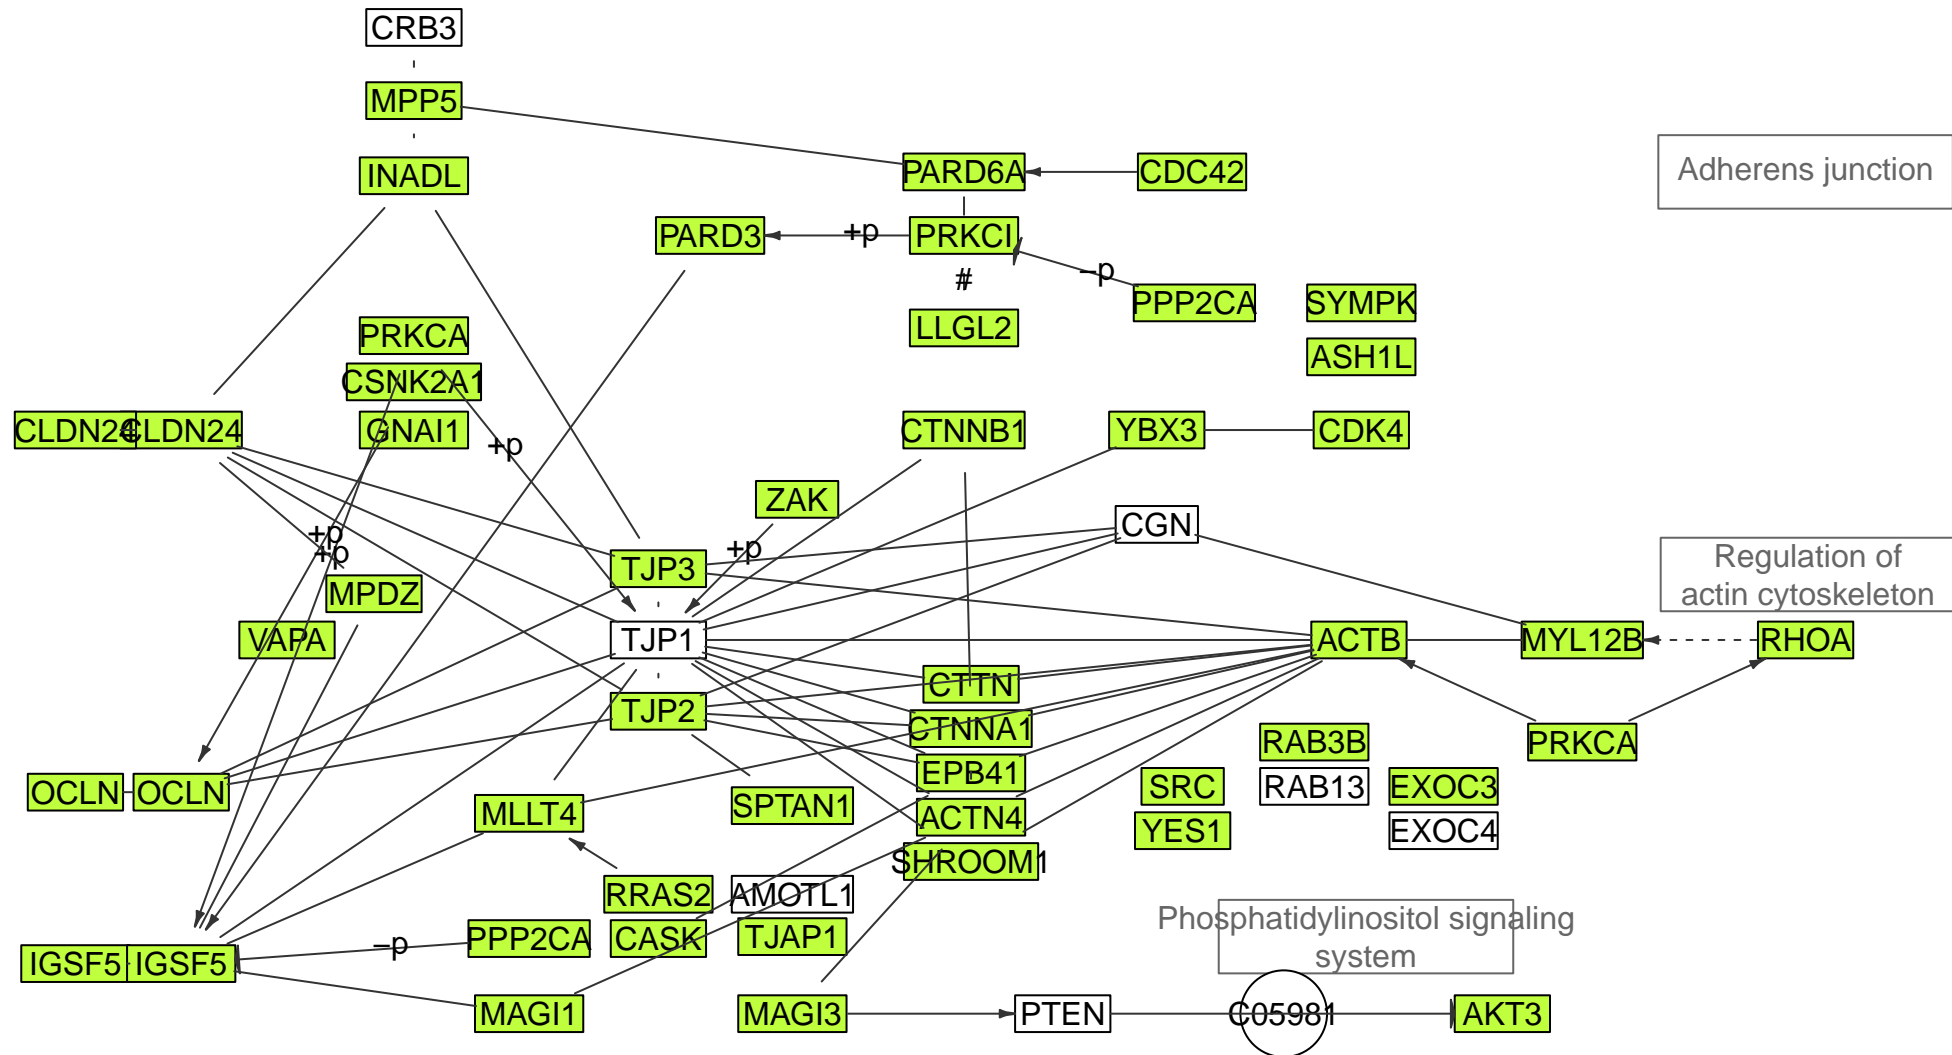 CRB3
MPP5
INADL
PARD6A
CDC42
Adherens junction
PARD3
+p
PRKCI
#
–p
PPP2CA
SYMPK
LLGL2
ASH1L
PRKCA
CSNK2A1
GNAI1
CLDN24
CLDN24
+p
CTNNB1
YBX3
CDK4
ZAK
CGN
+p
+p
+p
TJP3
MPDZ
Regulation of
actin cytoskeleton
VAPA
TJP1
ACTB
MYL12B
RHOA
CTTN
TJP2
CTNNA1
RAB3B
PRKCA
EPB41
OCLN
OCLN
SRC
RAB13
EXOC3
MLLT4
SPTAN1
ACTN4
YES1
EXOC4
SHROOM1
RRAS2
AMOTL1
Phosphatidylinositol signaling
system
PPP2CA
CASK
TJAP1
–p
IGSF5
IGSF5
MAGI1
MAGI3
PTEN
C05981
AKT3